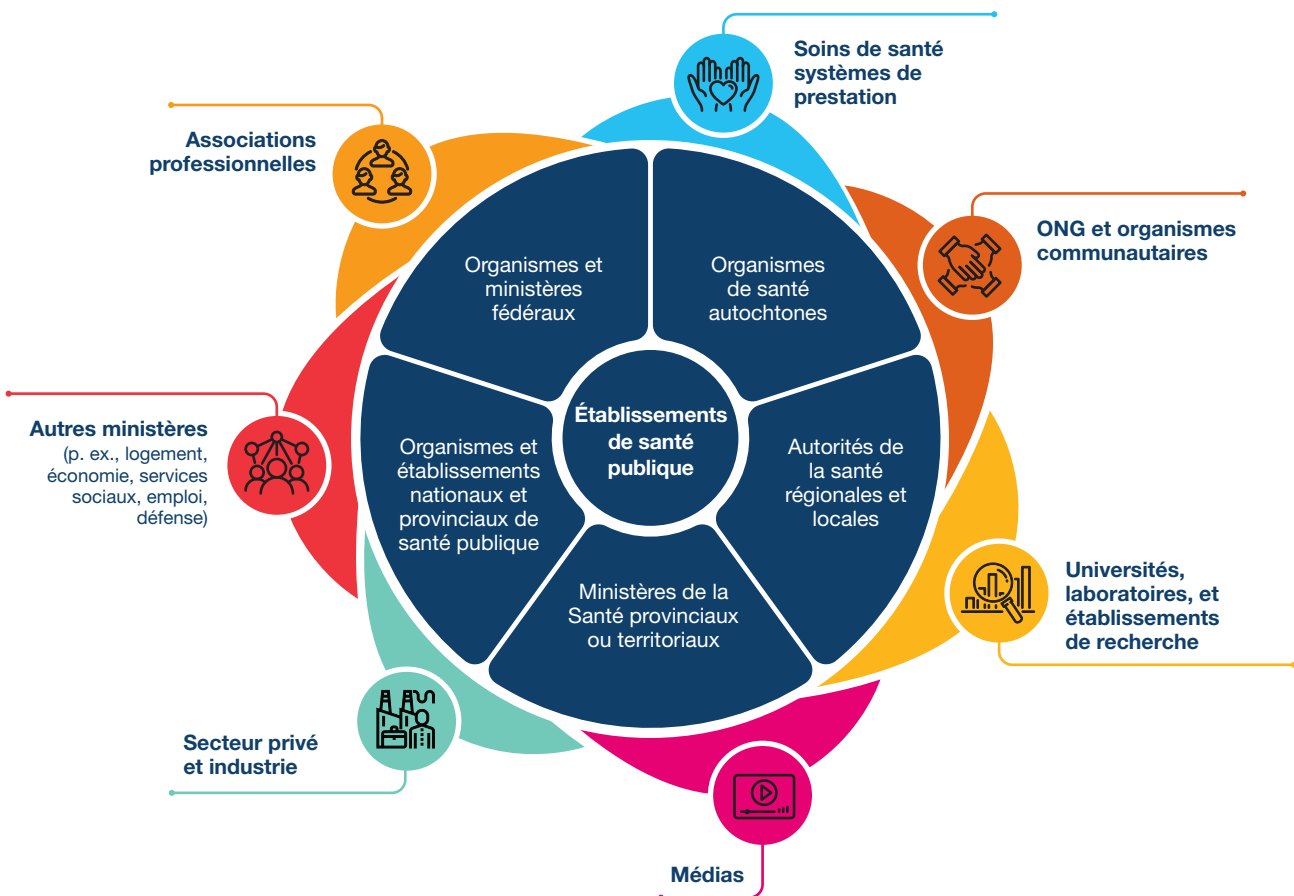 Soins de santé
systèmes de
prestation
Associations
professionnelles
ONG et organismes
communautaires
Organismes et
ministères
fédéraux
Organismes
de santé
autochtones
Établissements
de santé
publique
Autres ministères
(p. ex., logement,
économie, services
sociaux, emploi,
défense)
Organismes et
établissements
nationaux et
provinciaux de
santé publique
Autorités de
la santé
régionales et
locales
Ministères de la
Santé provinciaux
ou territoriaux
Universités,
laboratoires, et
établissements
de recherche
Secteur privé
et industrie
Médias